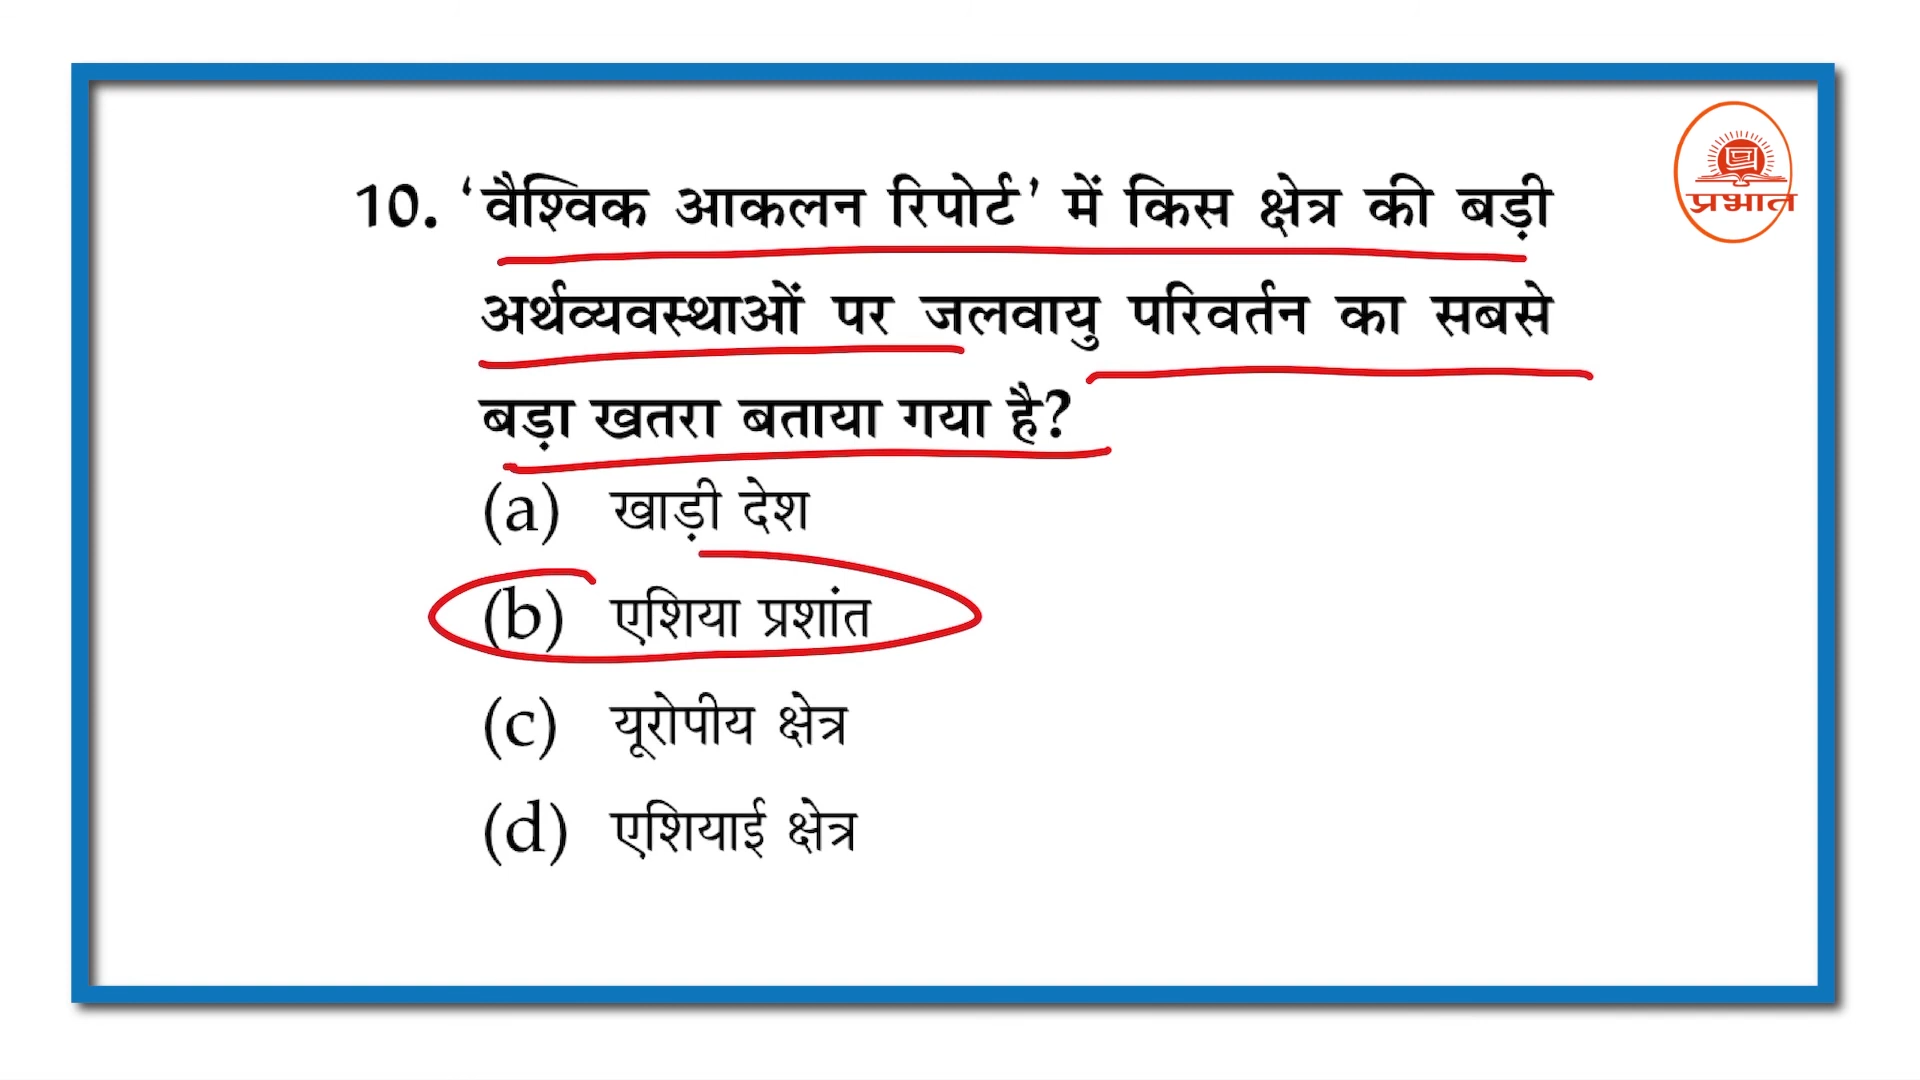 प्रभात
10. ‘वैश्विक आकलन रिपोर्ट’ में किस क्षेत्र की बड़ी
अर्थव्यवस्थाओं पर जलवायु परिवर्तन का सबसे
बड़ा खतरा बताया गया है?
(a) खाड़ी देश
(b) एशिया प्रशांत
(c) यूरोपीय क्षेत्र
(d) एशियाई क्षेत्र